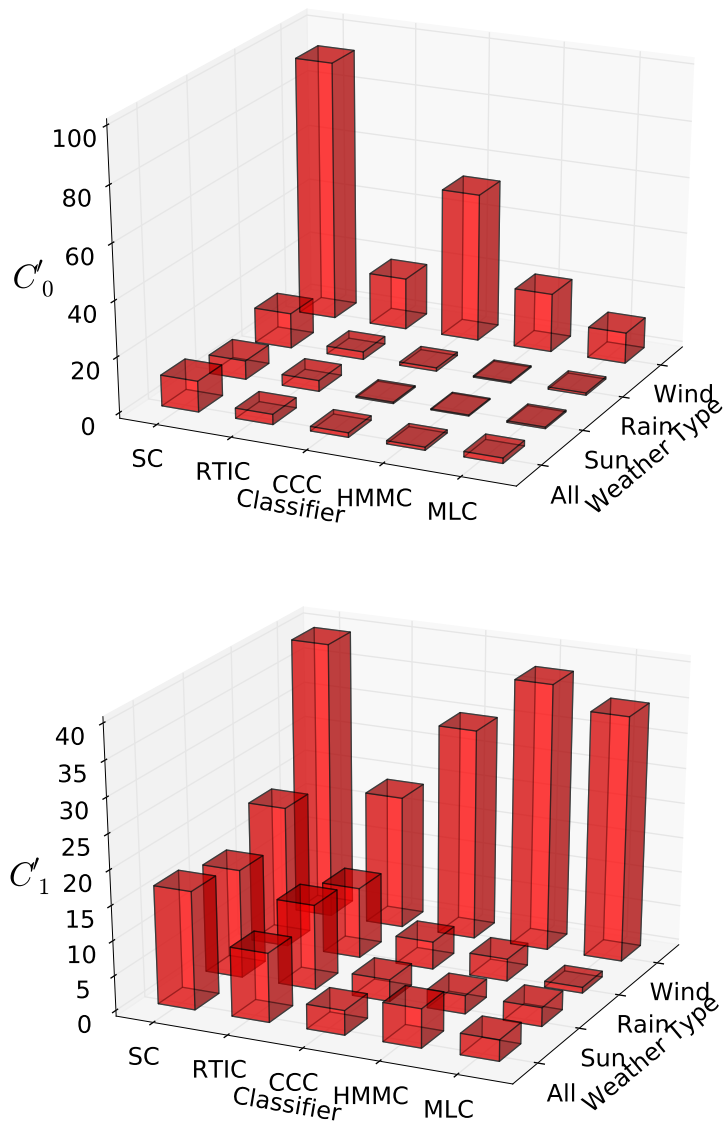 100
80
60
40
20
0
C′0
SC
RTIC
CCC
HMMC
MLC
Classifier
All
Sun
Rain
Wind
Weather Type
40
35
30
25
20
15
10
5
0
C′1
SC
RTIC
CCC
HMMC
MLC
Classifier
All
Sun
Rain
Wind
Weather Type